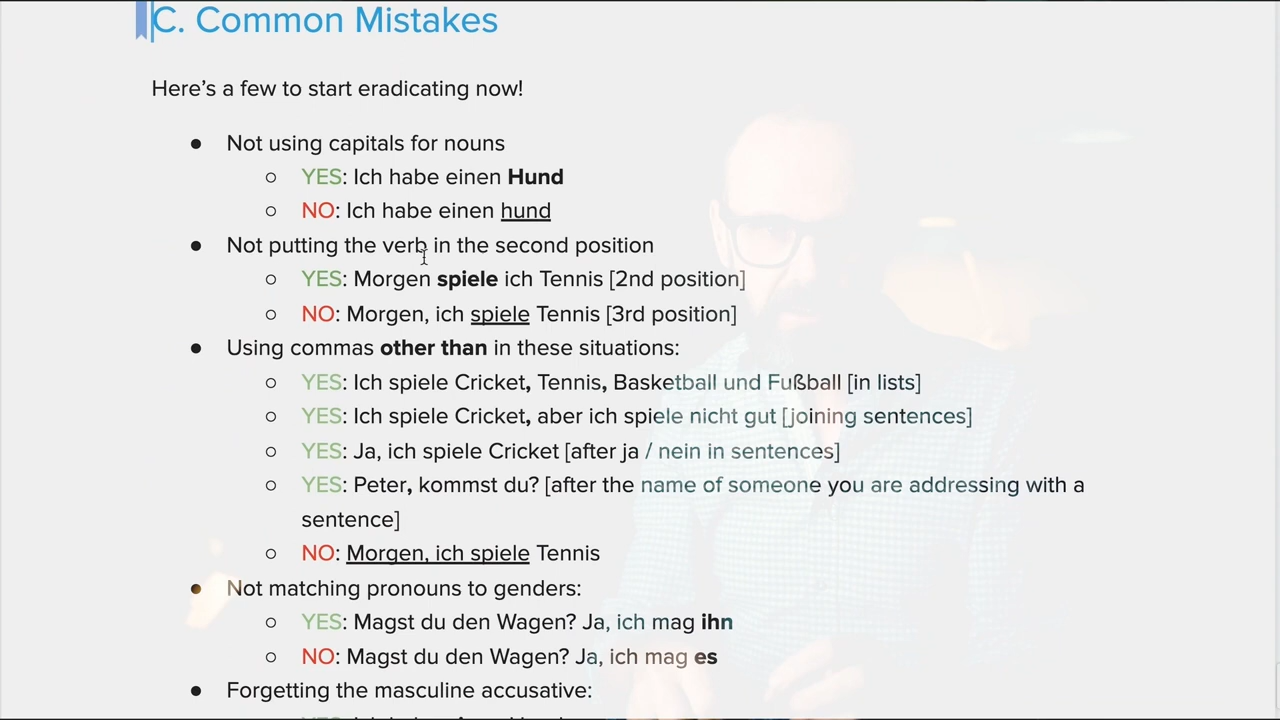 C. Common Mistakes
Here’s a few to start eradicating now!
● Not using capitals for nouns
○ YES: Ich habe einen Hund
○ NO: Ich habe einen hund
● Not putting the verb in the second position
○ YES: Morgen spiele ich Tennis [2nd position]
○ NO: Morgen, ich spiele Tennis [3rd position]
● Using commas other than in these situations:
○ YES: Ich spiele Cricket, Tennis, Basketball und Fußball [in lists]
○ YES: Ich spiele Cricket, aber ich spiele nicht gut [joining sentences]
○ YES: Ja, ich spiele Cricket [after ja / nein in sentences]
○ YES: Peter, kommst du? [after the name of someone you are addressing with a
sentence]
○ NO: Morgen, ich spiele Tennis
● Not matching pronouns to genders:
○ YES: Magst du den Wagen? Ja, ich mag ihn
○ NO: Magst du den Wagen? Ja, ich mag es
● Forgetting the masculine accusative: